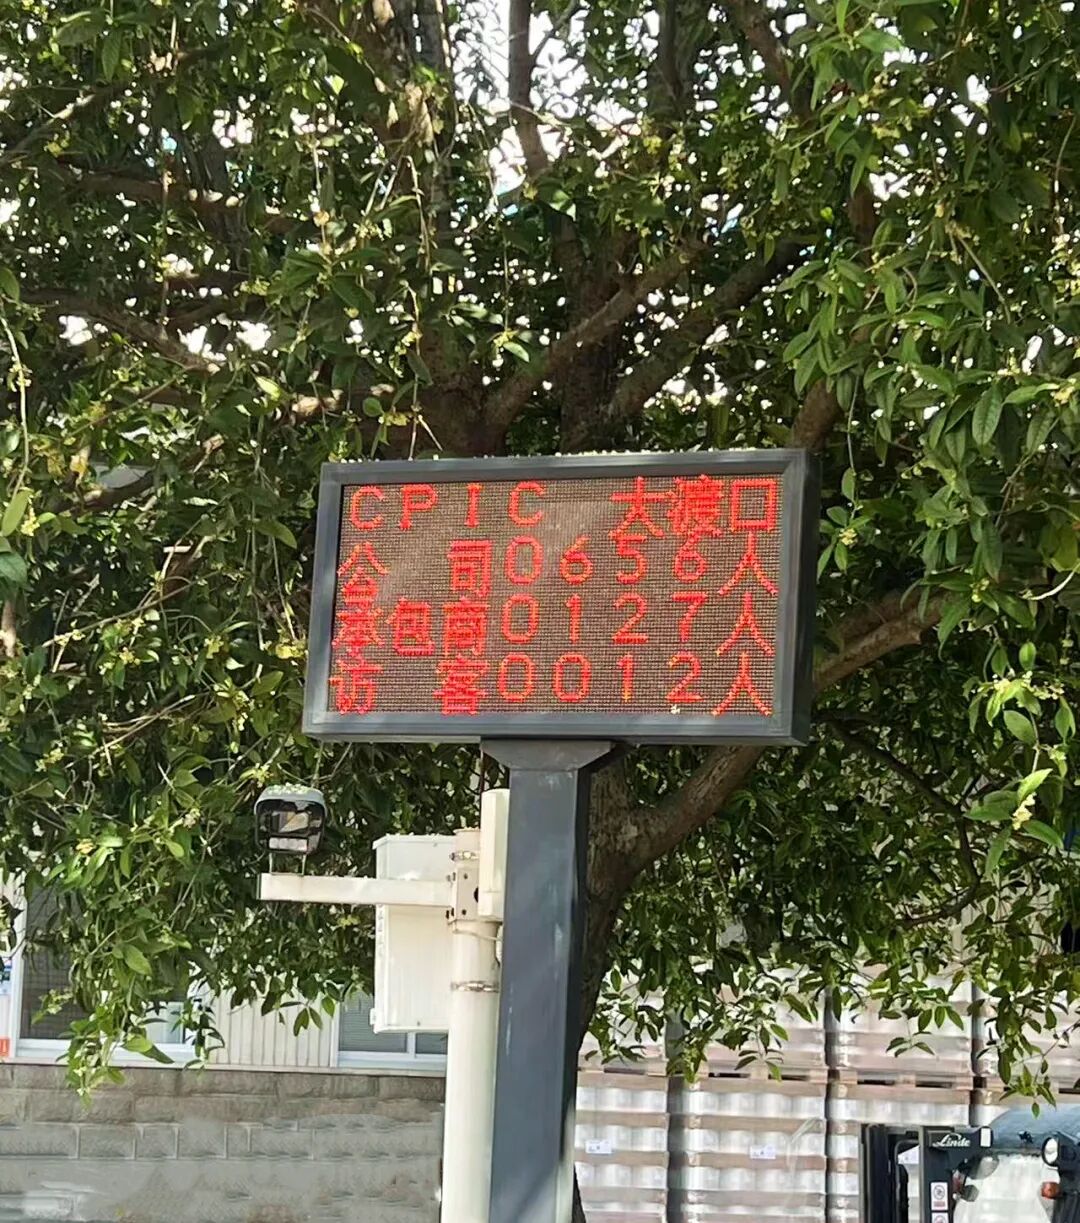 CPIC 大渡口
公 司0656人
承包商0127人
访 客0012人
Linde